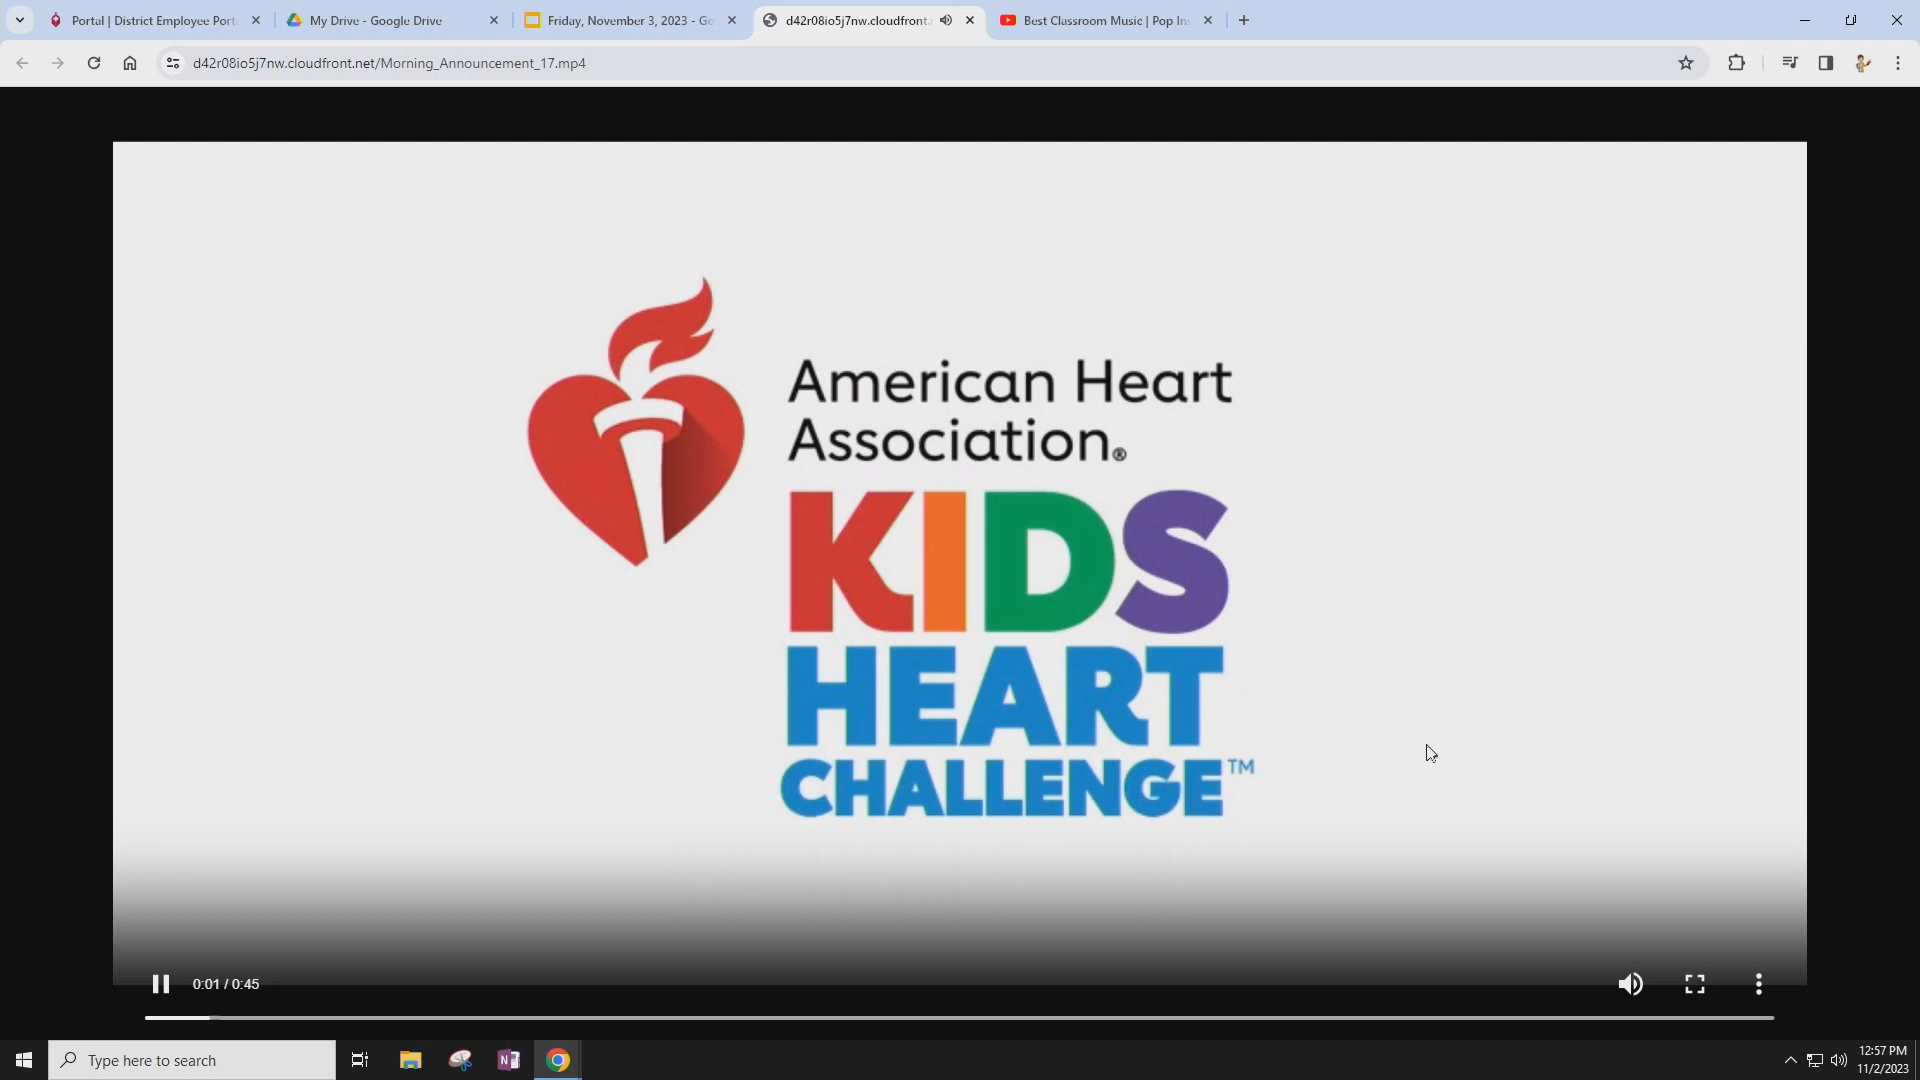 Portal | District Employee Port
My Drive - Google Drive
Friday, November 3, 2023 - Go
d42r08io5j7nw.cloudfront.
Best Classroom Music | Pop Ins
d42r08io5j7nw.cloudfront.net/Morning_Announcement_17.mp4
American Heart
Association®
KIDS
HEART
CHALLENGE™
0:01 / 0:45
Type here to search
N
12:57 PM
11/2/2023